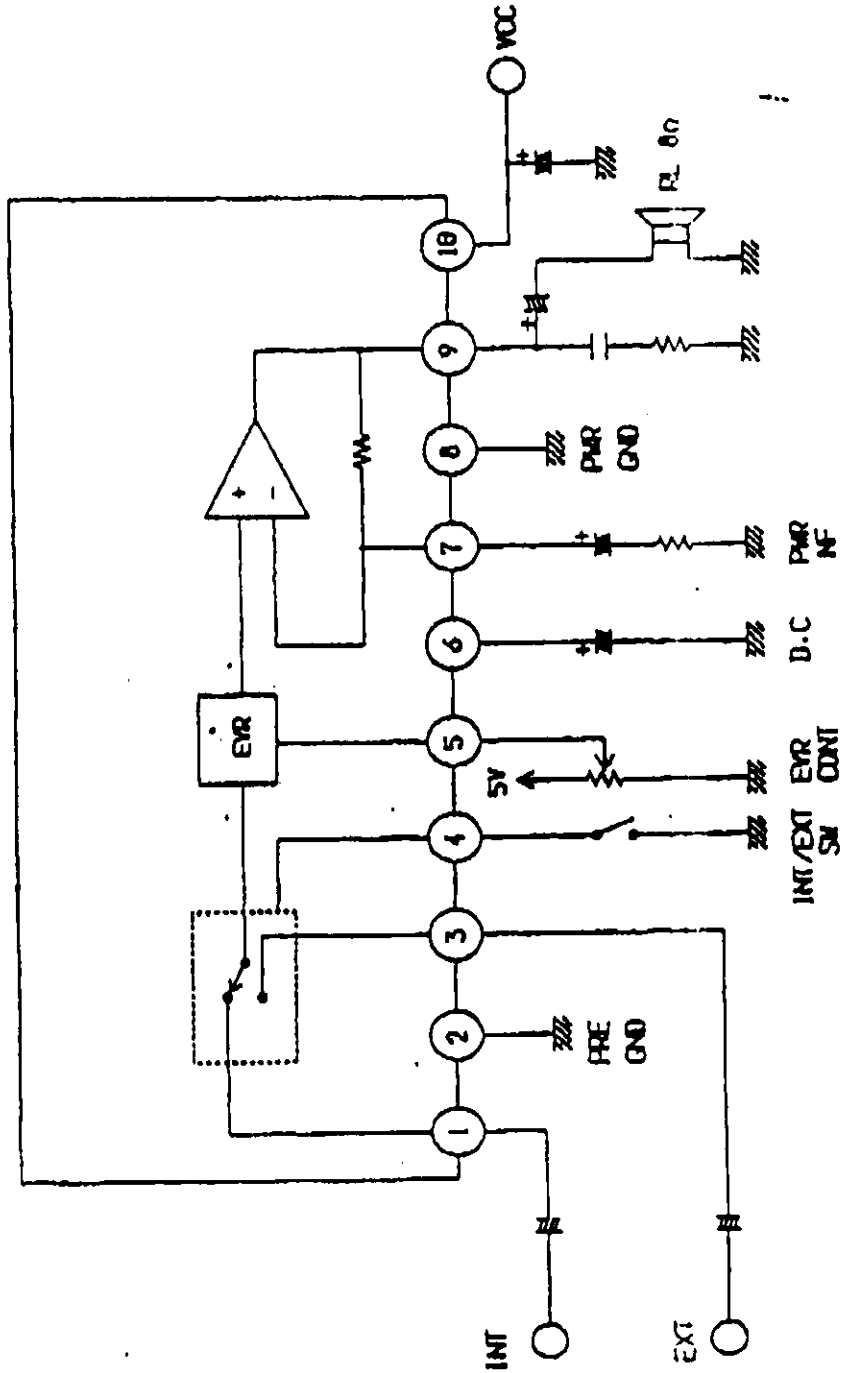 EVR
+
-
1
2
3
4
5
6
7
8
9
10
+
VCC
+
RL 8Ω
5V
+
+
INT
EXT
PRE
GND
INT/EXT
SW
EVR
CONT
D.C
PWR
NF
PWR
GND